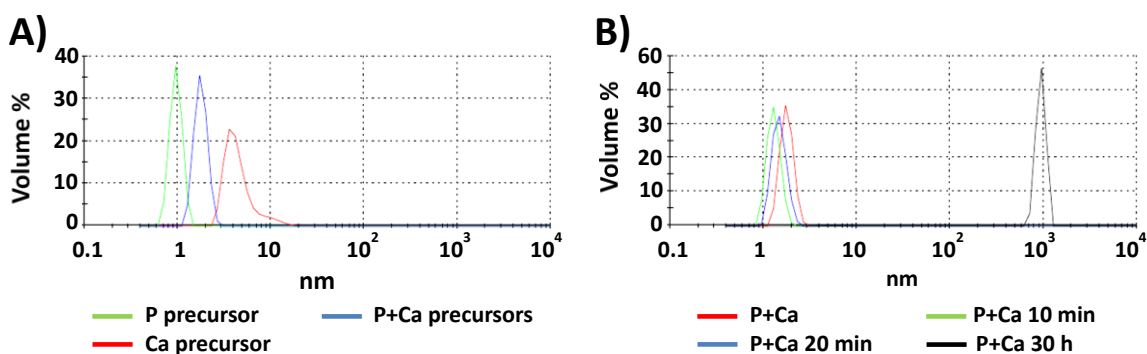 A)
Volume %
40
30
20
10
0
0.1 1 10 10² 10³ 10⁴
nm
P precursor P+Ca precursors
Ca precursor
B)
Volume %
60
50
40
30
20
10
0
0.1 1 10 10² 10³ 10⁴
nm
P+Ca P+Ca 10 min
P+Ca 20 min P+Ca 30 h